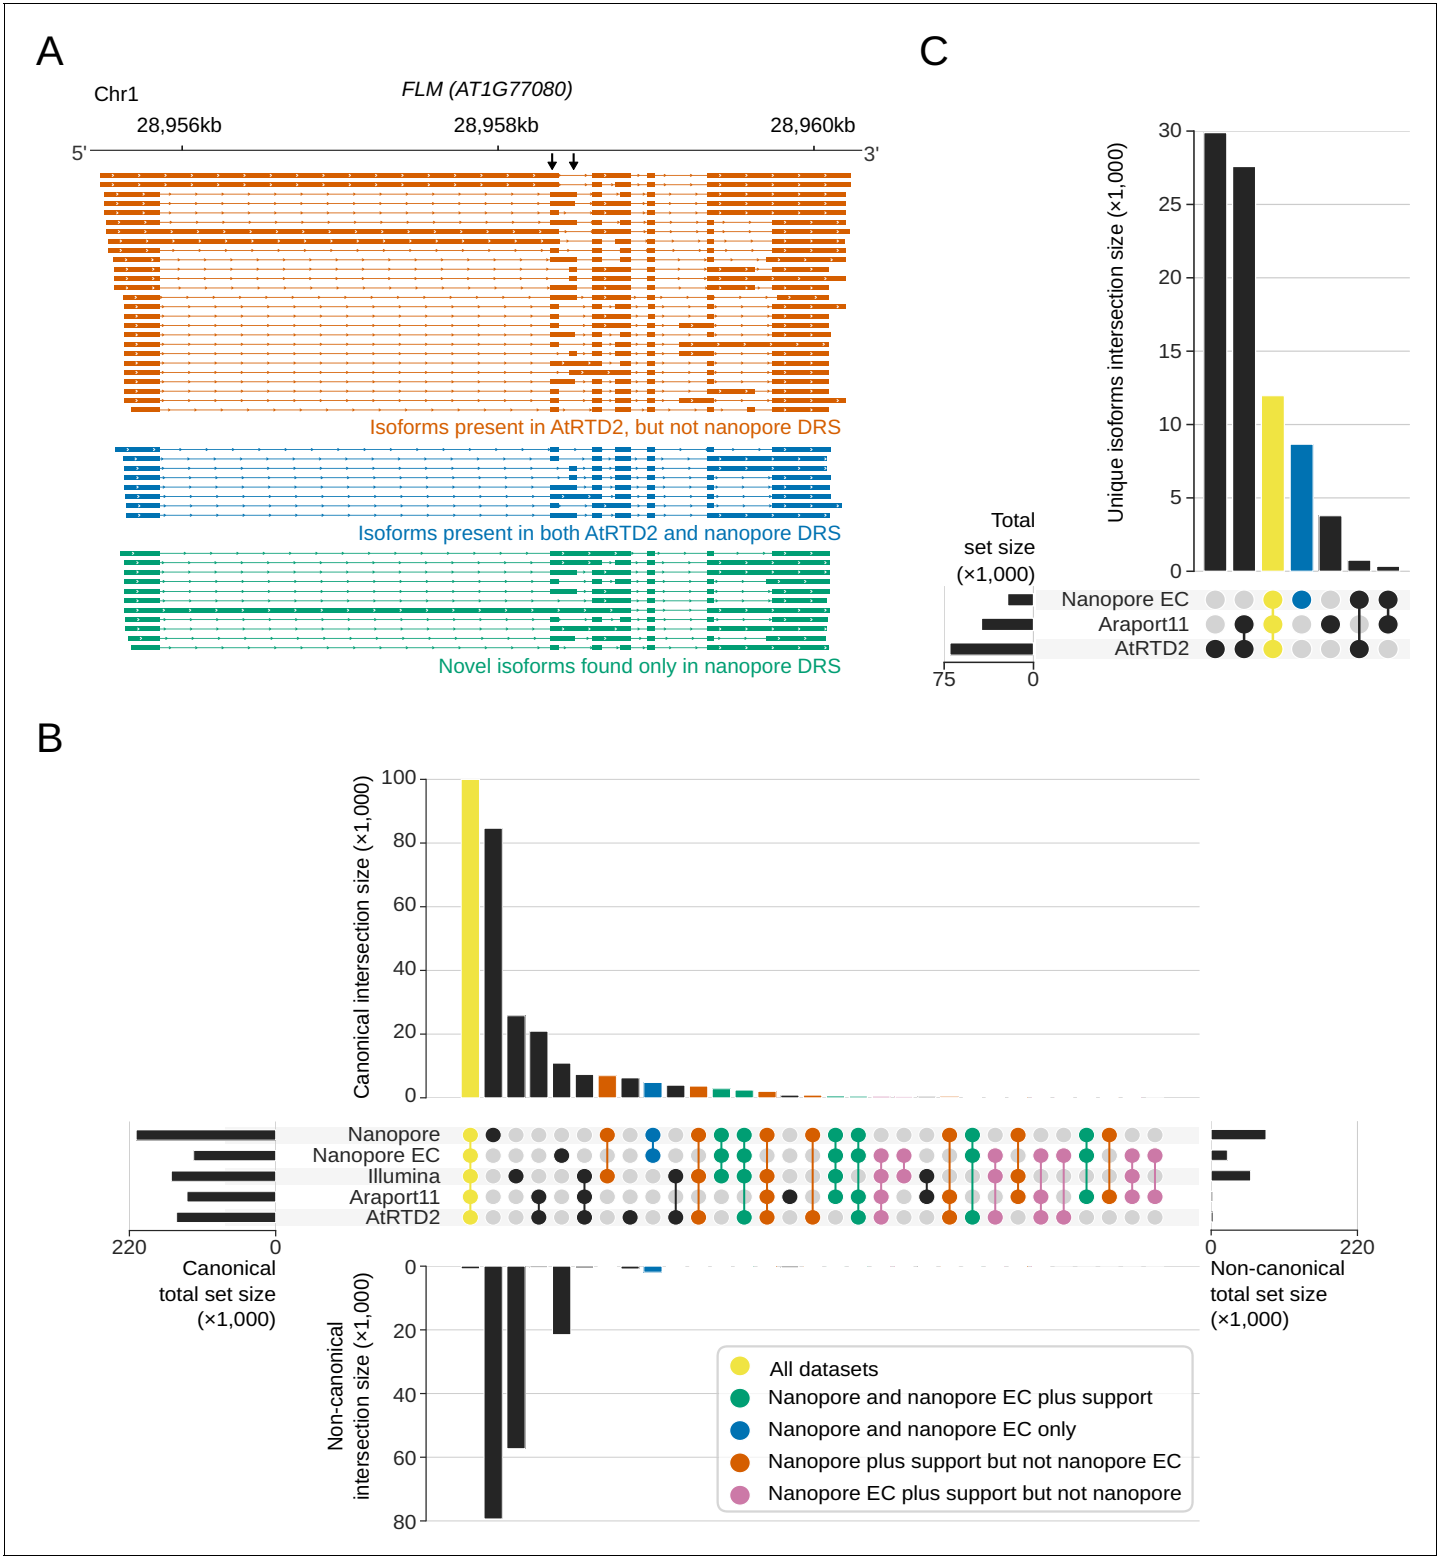 A
Chr1
FLM (AT1G77080)
28,956kb
28,958kb
28,960kb
5'
3'
Isoforms present in AtRTD2, but not nanopore DRS
Isoforms present in both AtRTD2 and nanopore DRS
Novel isoforms found only in nanopore DRS
C
Unique isoforms intersection size (×1,000)
30
25
20
15
10
5
0
Total
set size
(×1,000)
Nanopore EC
Araport11
AtRTD2
75
0
B
Canonical intersection size (×1,000)
100
80
60
40
20
0
Nanopore
Nanopore EC
Illumina
Araport11
AtRTD2
220
0
Canonical
total set size
(×1,000)
0
220
Non-canonical
total set size
(×1,000)
Non-canonical
intersection size (×1,000)
0
20
40
60
80
All datasets
Nanopore and nanopore EC plus support
Nanopore and nanopore EC only
Nanopore plus support but not nanopore EC
Nanopore EC plus support but not nanopore